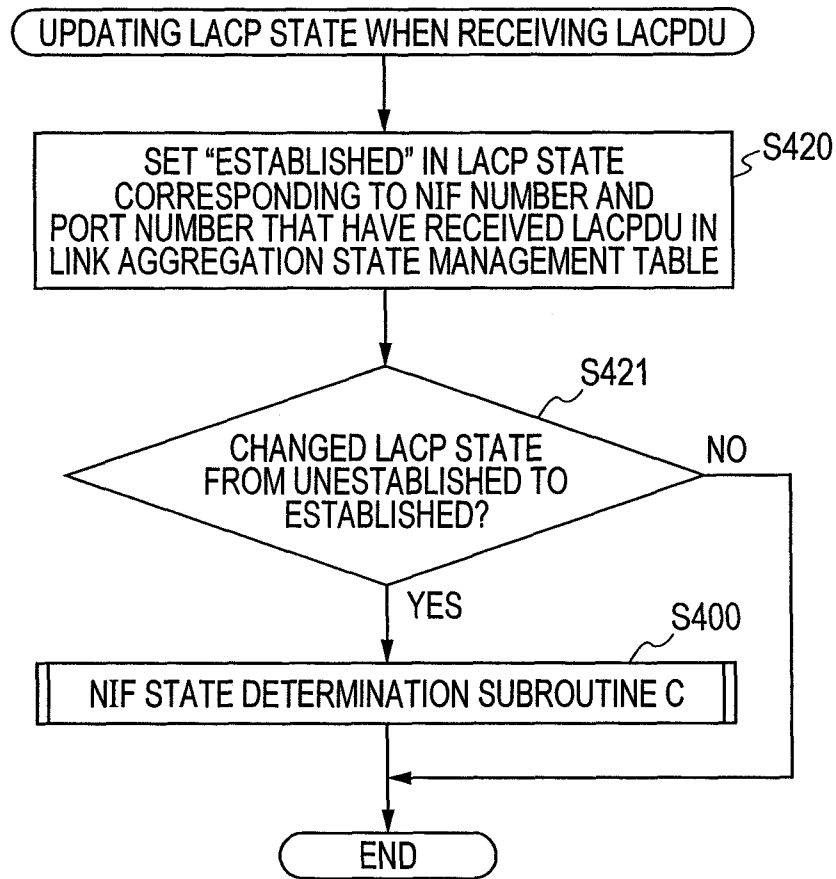 UPDATING LACP STATE WHEN RECEIVING LACPDU
SET "ESTABLISHED" IN LACP STATE
CORRESPONDING TO NIF NUMBER AND
PORT NUMBER THAT HAVE RECEIVED LACPDU IN
LINK AGGREGATION STATE MANAGEMENT TABLE
S420
S421
CHANGED LACP STATE
FROM UNESTABLISHED TO
ESTABLISHED?
NO
YES
S400
NIF STATE DETERMINATION SUBROUTINE C
END